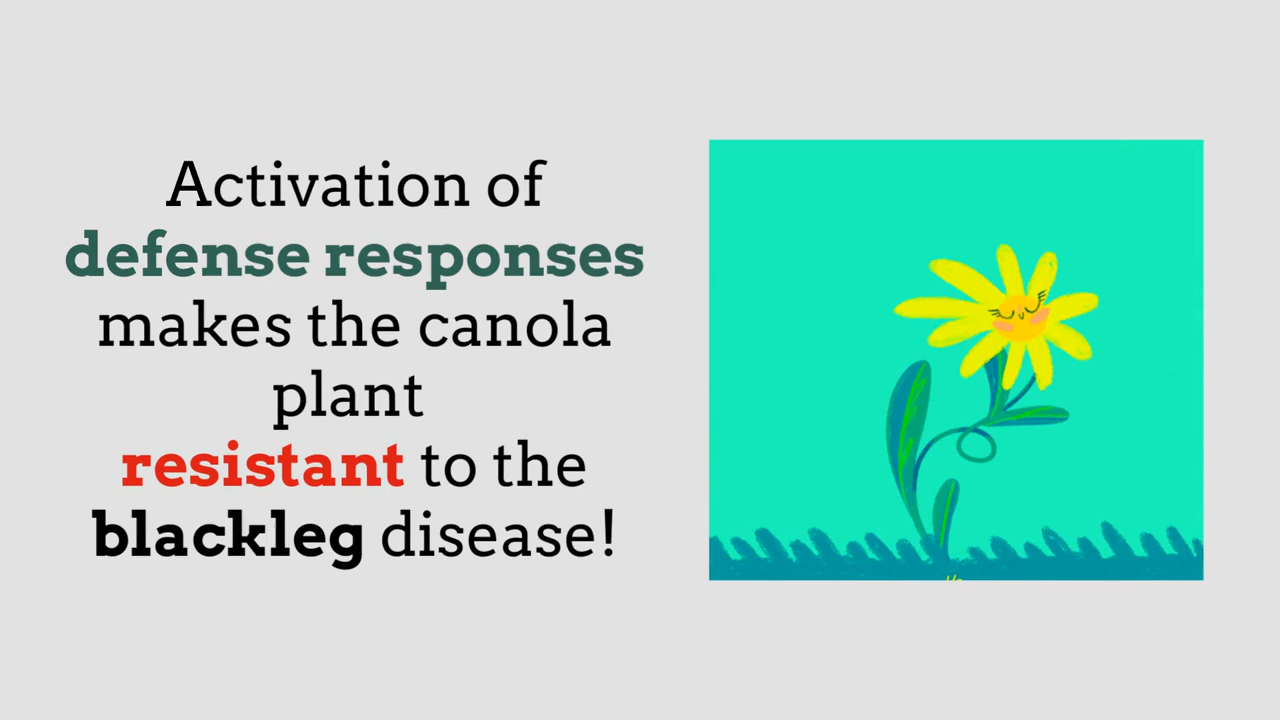 Activation of
defense responses
makes the canola
plant
resistant to the
blackleg disease!